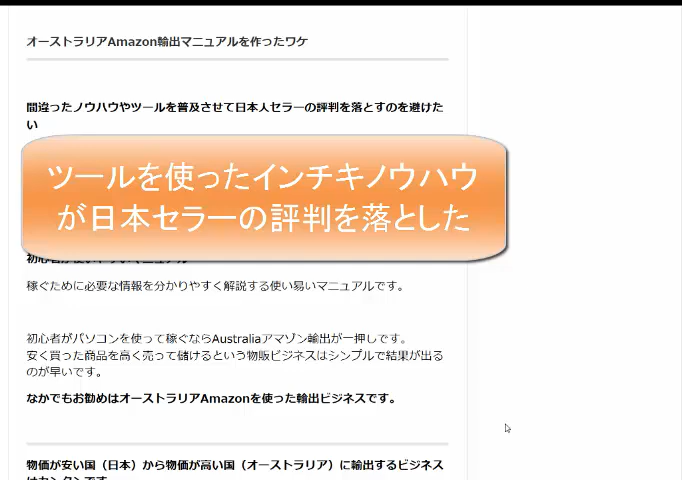 オーストラリアAmazon輸出マニュアルを作ったワケ
間違ったノウハウやツールを普及させて日本人セラーの評判を落とすのを避けた
い
ツールを使ったインチキノウハウ
が日本セラーの評判を落とした
稼ぐために必要な情報を分かりやすく解説する使い易いマニュアルです。
初心者がパソコンを使って稼ぐならAustraliaアマゾン輸出が一押しです。
安く買った商品を高く売って儲けるという物販ビジネスはシンプルで結果が出る
のが早いです。
なかでもお勧めはオーストラリアAmazonを使った輸出ビジネスです。
物価が安い国（日本）から物価が高い国（オーストラリア）に輸出するビジネス
はカンタンです